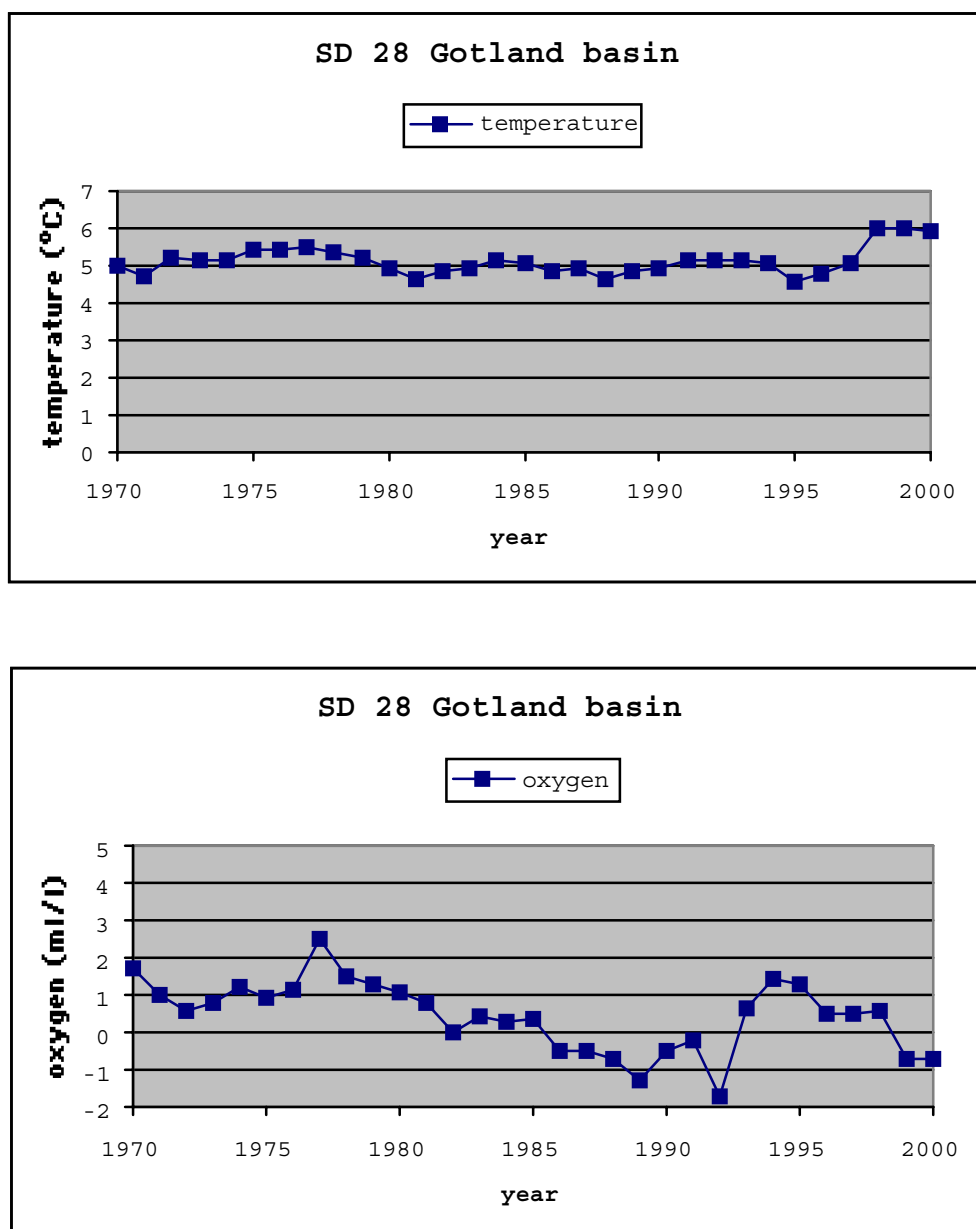 SD 28 Gotland basin
temperature
temperature (ºC)
7
6
5
4
3
2
1
0
1970 1975 1980 1985 1990 1995 2000
year
SD 28 Gotland basin
oxygen
oxygen (ml/l)
5
4
3
2
1
0
-1
-2
1970 1975 1980 1985 1990 1995 2000
year